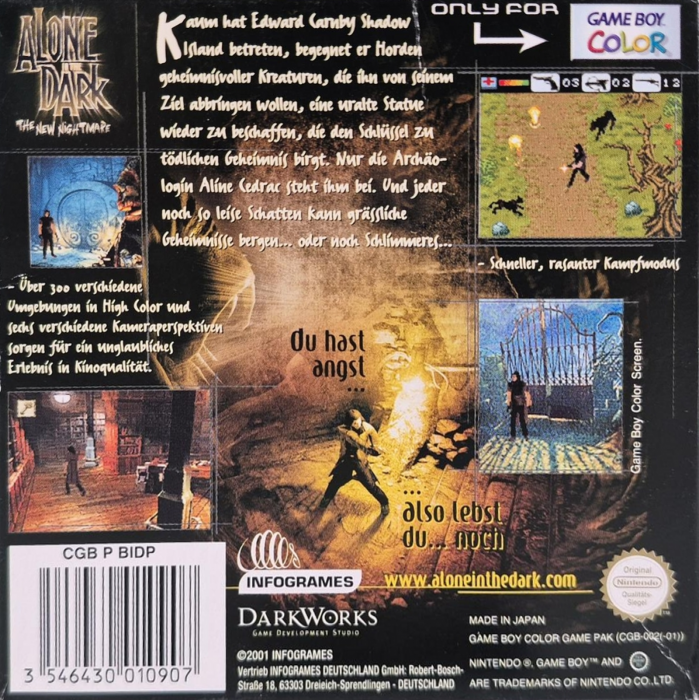 ALONE
IN THE
DARK
THE NEW NIGHTMARE
Kaum hat Edward Carnby Shadow
Island betreten, begegnet er Horden
geheimnisvoller Kreaturen, die ihn von seinem
Ziel abbringen wollen, eine uralte Statue
wieder zu beschaffen, die den Schlüssel zu
tödlichen Geheimnis birgt. Nur die Archäo-
login Aline Cedrac steht ihm bei. Und jeder
noch so leise Schatten kann grässliche
Geheimnisse bergen... oder noch Schlimmeres...
ONLY FOR
GAME BOY
COLOR
03 02 12
- Schneller, rasanter Kampfmodus
- Über 300 verschiedene
Umgebungen in High Color und
sechs verschiedene Kameraperspektiven
sorgen für ein unglaubliches
Erlebnis in Kinoqualität.
du hast
angst
...
...
also lebst
du... noch
Game Boy Color Screen.
CGB P BIDP
3 546430 010907
INFOGRAMES
www.aloneinthedark.com
DARKWORKS
GAME DEVELOPMENT STUDIO
©2001 INFOGRAMES
Vertrieb INFOGRAMES DEUTSCHLAND GmbH: Robert-Bosch-
Straße 18, 63303 Dreieich-Sprendlingen - DEUTSCHLAND
Original
Nintendo
Qualitäts-
Siegel
MADE IN JAPAN
GAME BOY COLOR GAME PAK (CGB-002(-01))
NINTENDO ®, GAME BOY™ AND
ARE TRADEMARKS OF NINTENDO CO., LTD.